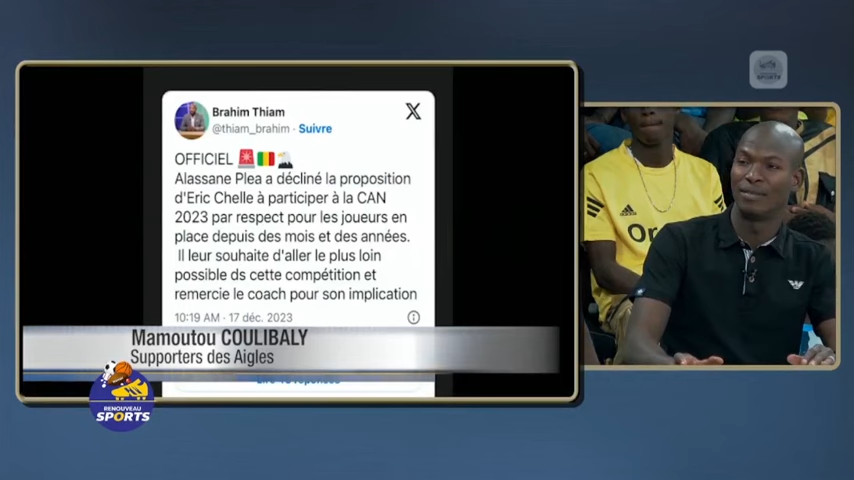 Brahim Thiam
@thiam_brahim · Suivre
X
OFFICIEL 🚨🇲🇱🦅
Alassane Plea a décliné la proposition
d'Eric Chelle à participer à la CAN
2023 par respect pour les joueurs en
place depuis des mois et des années.
Il leur souhaite d'aller le plus loin
possible ds cette compétition et
remercie le coach pour son implication
10:19 AM · 17 déc. 2023
Mamoutou COULIBALY
Supporters des Aigles
RENOUVEAU
SPORTS
adidas